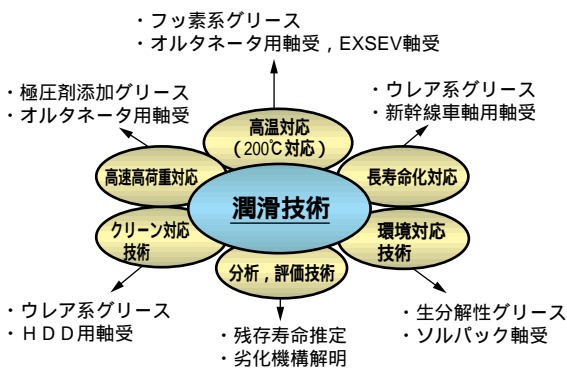 ・フッ素系グリース
・オルタネータ用軸受，EXSEV軸受
・極圧剤添加グリース
・オルタネータ用軸受
・ウレア系グリース
・新幹線車軸用軸受
高温対応
（200℃対応）
高速高荷重対応
長寿命化対応
潤滑技術
クリーン対応
技術
環境対応
技術
分析，評価技術
・ウレア系グリース
・ＨＤＤ用軸受
・残存寿命推定
・劣化機構解明
・生分解性グリース
・ソルパック軸受